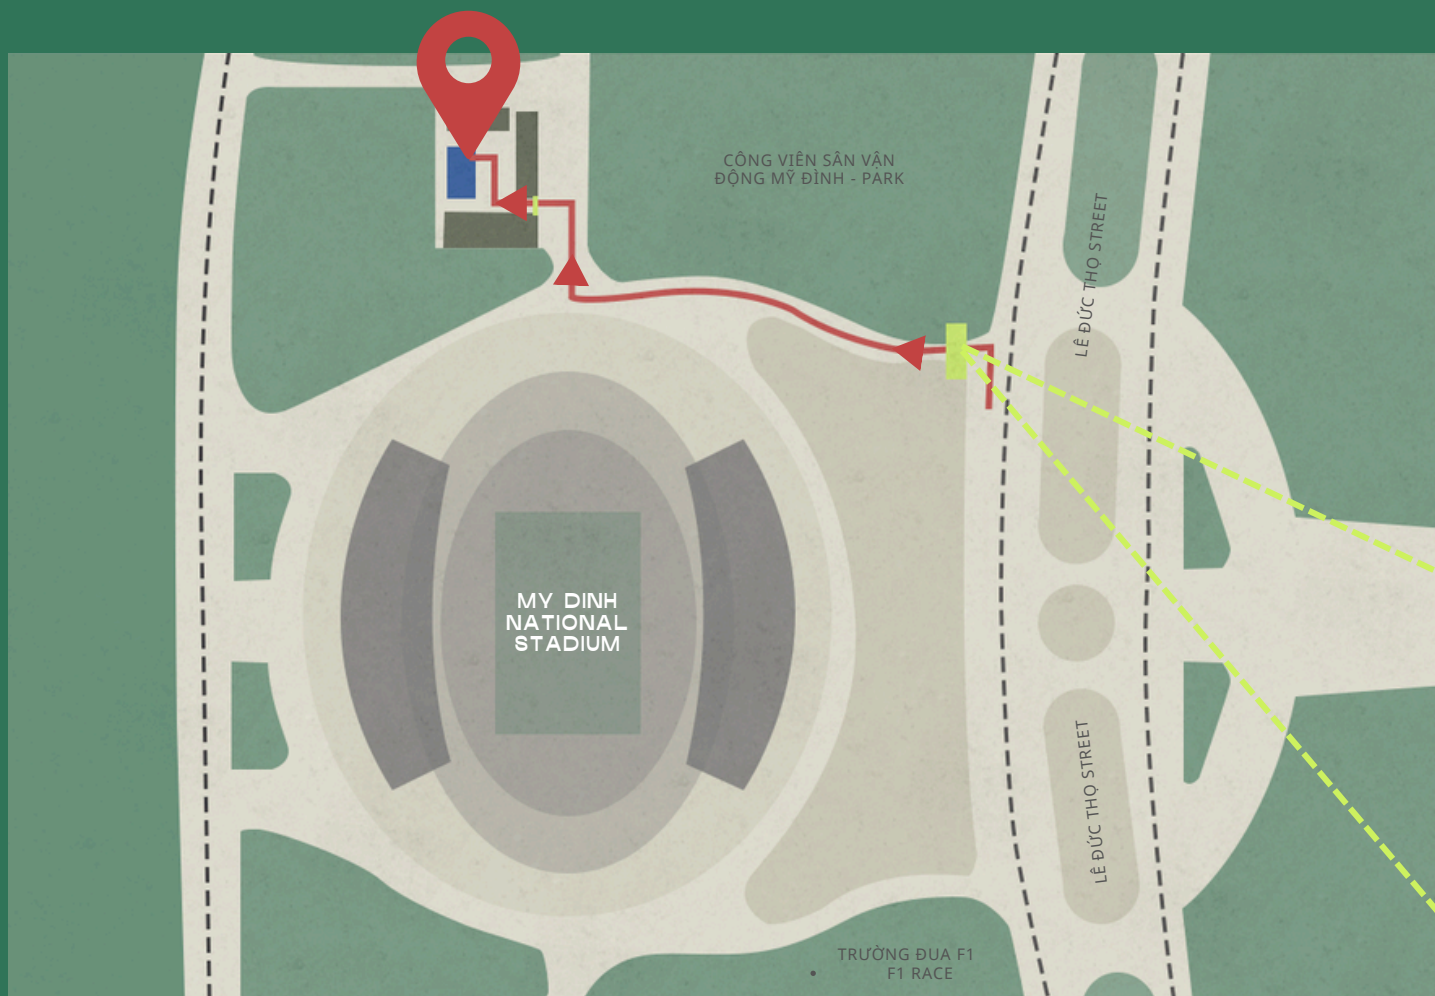 CÔNG VIÊN SÂN VẬN
ĐỘNG MỸ ĐÌNH - PARK
LÊ ĐỨC THỌ STREET
MY DINH
NATIONAL
STADIUM
LÊ ĐỨC THỌ STREET
TRƯỜNG ĐUA F1
F1 RACE